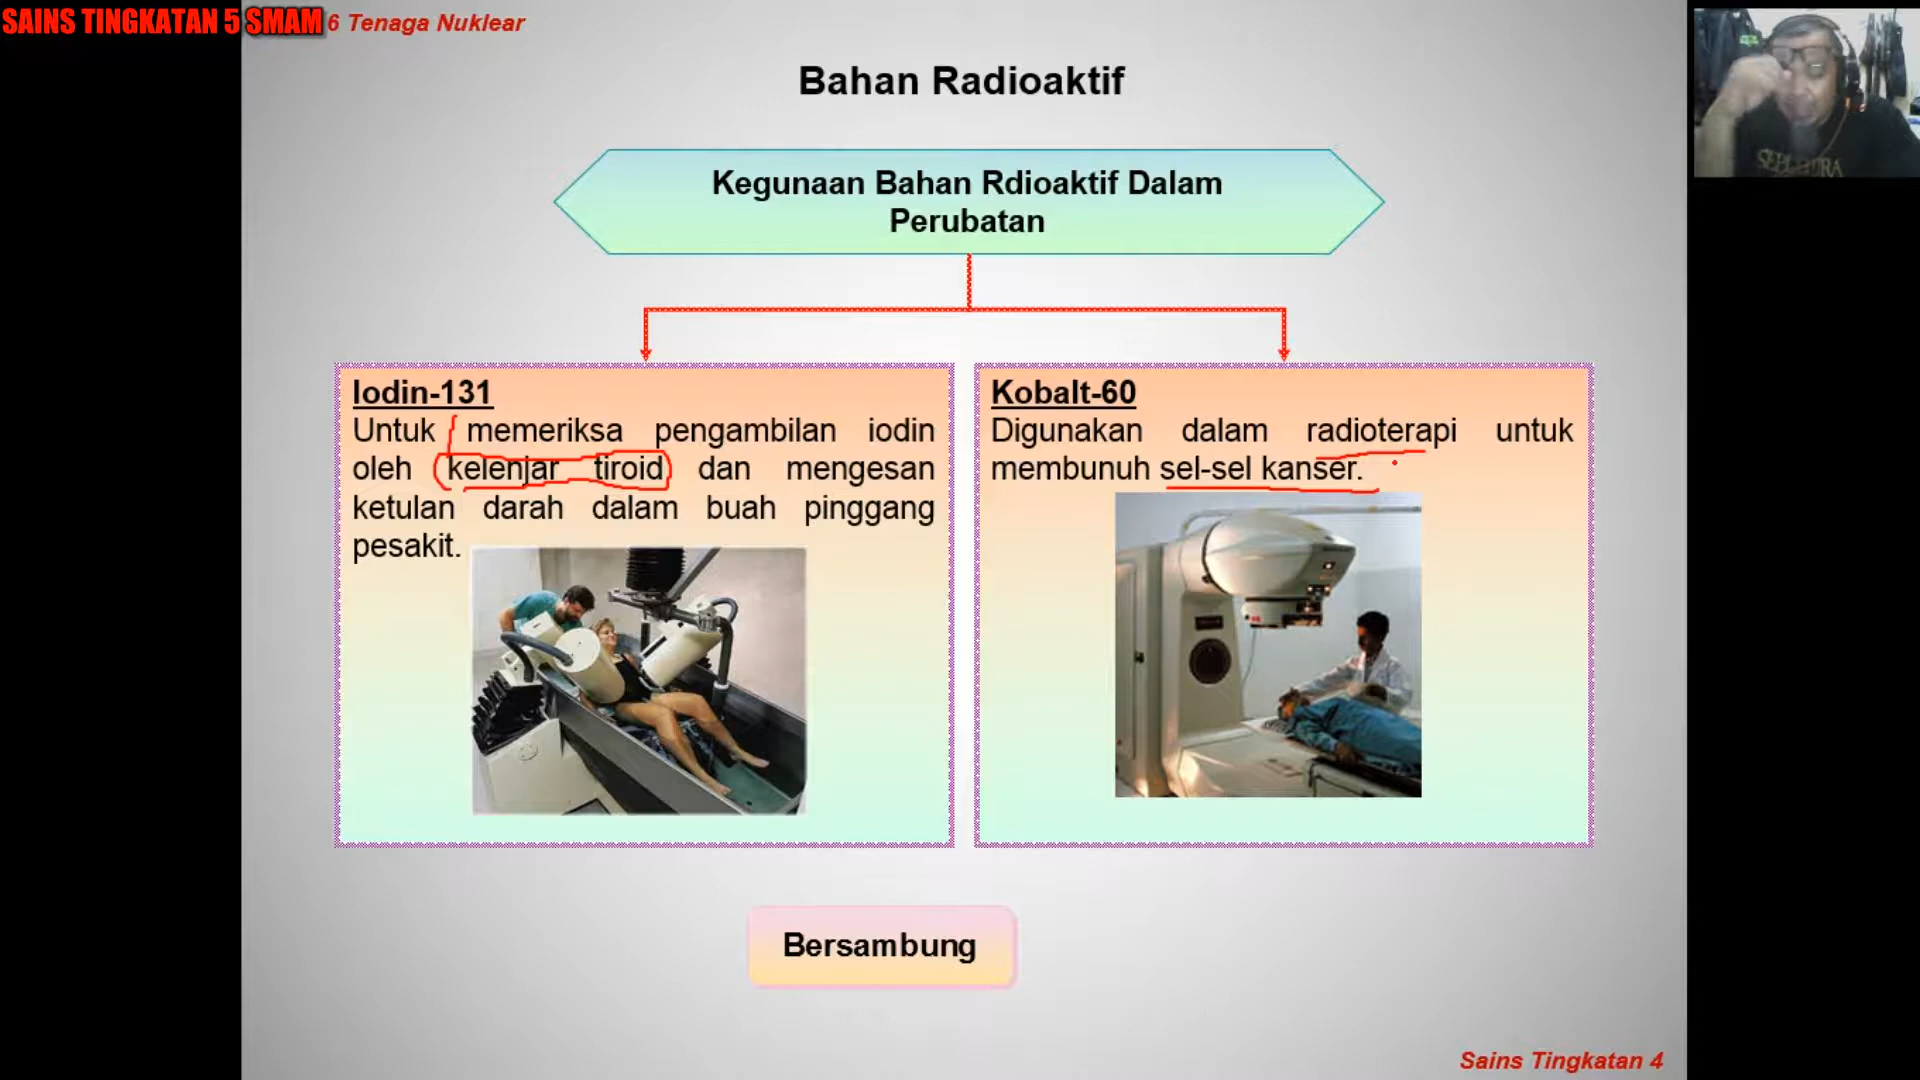 SAINS TINGKATAN 5 SMAM 6 Tenaga Nuklear
Bahan Radioaktif
Kegunaan Bahan Rdioaktif Dalam
Perubatan
Iodin-131
Untuk memeriksa pengambilan iodin
oleh kelenjar tiroid dan mengesan
ketulan darah dalam buah pinggang
pesakit.
Kobalt-60
Digunakan dalam radioterapi untuk
membunuh sel-sel kanser.
Bersambung
Sains Tingkatan 4